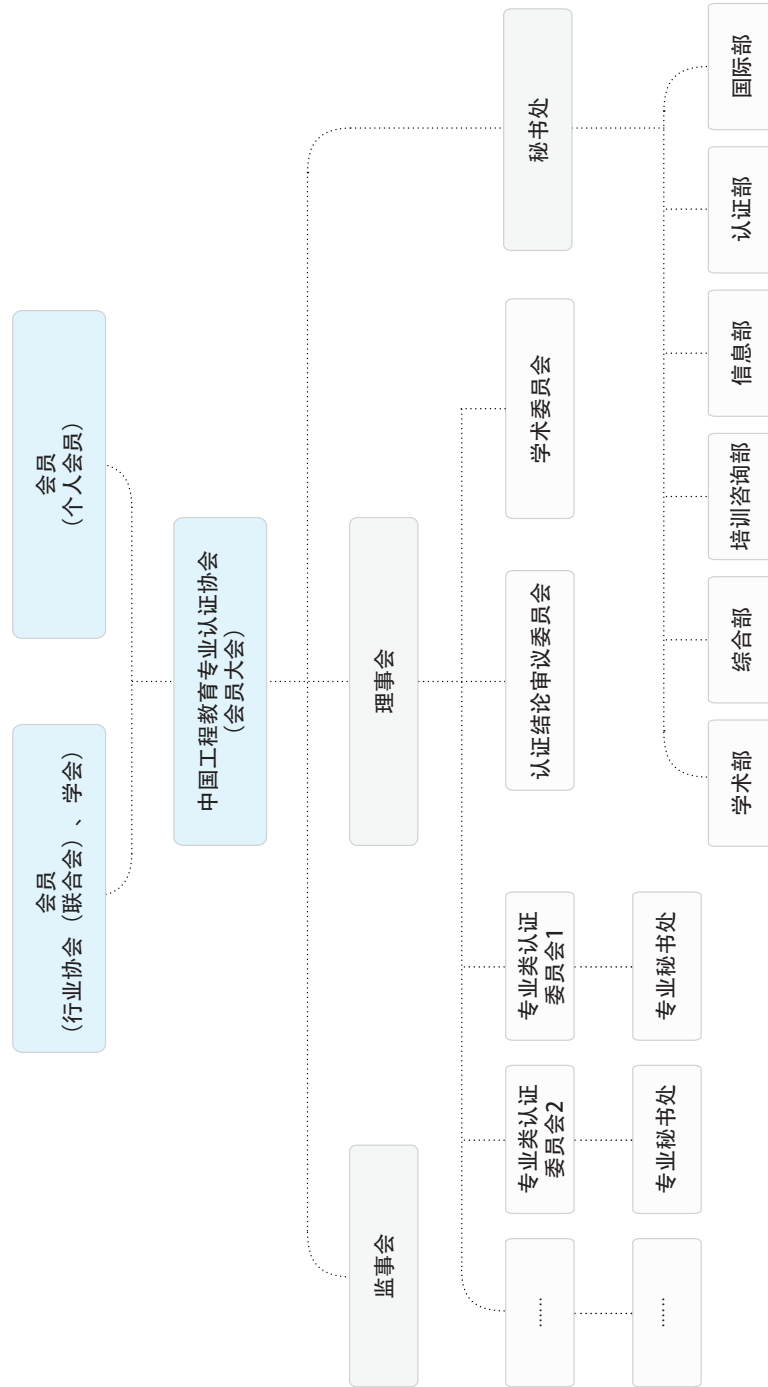 会员
（行业协会（联合会）、学会）
会员
（个人会员）
中国工程教育专业认证协会
（会员大会）
监事会
理事会
秘书处
……
专业类认证
委员会2
专业类认证
委员会1
认证结论审议委员会
学术委员会
……
专业秘书处
专业秘书处
学术部
综合部
培训咨询部
信息部
认证部
国际部